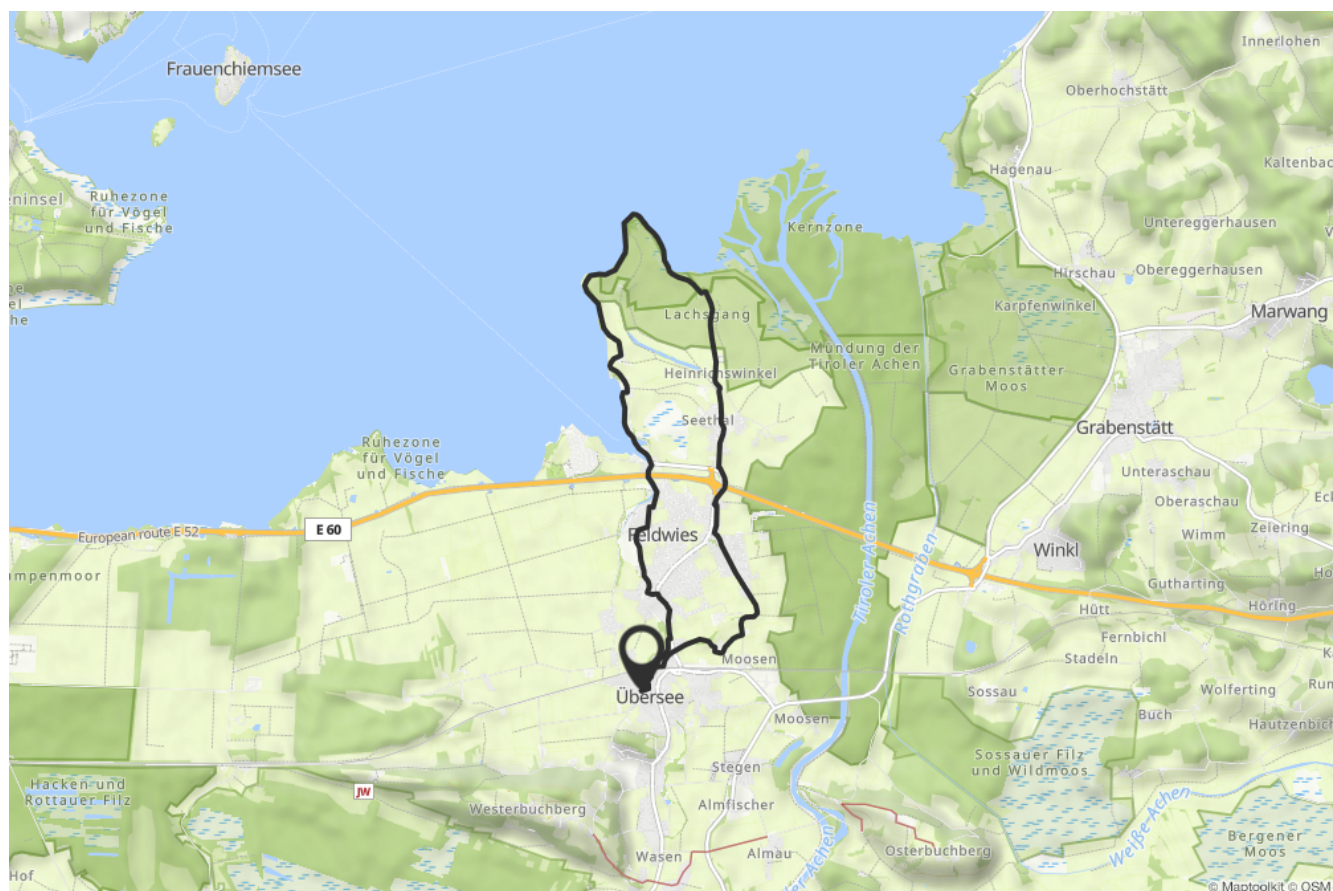 Innerlohen
Frauenchiemsee
Oberhochstätt
Hagenau
Kaltenbac
eninsel
Ruhezone
für Vögel
und Fische
Kernzone
Untereggerhausen
Hirschau
Obereggerhausen
he
Karpfenwinkel
Lachsgang
Marwang
Mündung der
Tiroler Achen
Heinrichswinkel
Grabenstätter
Moos
Seethal
Grabenstätt
Ruhezone
für Vögel
und Fische
Unteraschau
Oberaschau
European route E 52
E 60
Feldwies
Wimm
Zeiering
Winkl
ampenmoor
Tiroler Achen
Rothgraben
Gutharting
Hörling
Hütt
Fernbichl
Moosen
Stadeln
Übersee
Sossau
Wolferting
Buch
Hautzenbich
Moosen
Hacken und
Rottauer Filz
JW
Stegen
Sossauer Filz
und Wildmoos
Westerbuchberg
Almfischer
Weiße Achen
Wasen
Almau
Osterbuchberg
Bergener
Moos
Hof
© Maptoolkit © OSM